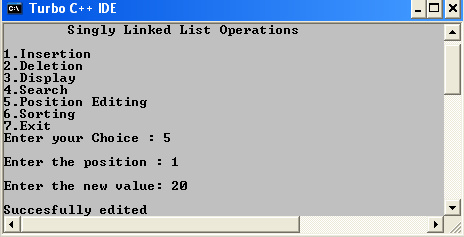 Turbo C++ IDE
Singly Linked List Operations
1.Insertion
2.Deletion
3.Display
4.Search
5.Position Editing
6.Sorting
7.Exit
Enter your Choice : 5
Enter the position : 1
Enter the new value: 20
Succesfully edited